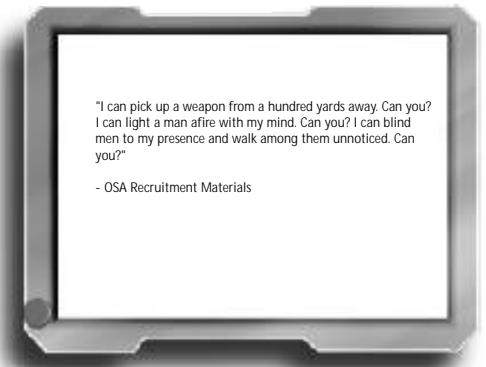 "I can pick up a weapon from a hundred yards away. Can you?
I can light a man afire with my mind. Can you? I can blind
men to my presence and walk among them unnoticed. Can
you?"
- OSA Recruitment Materials